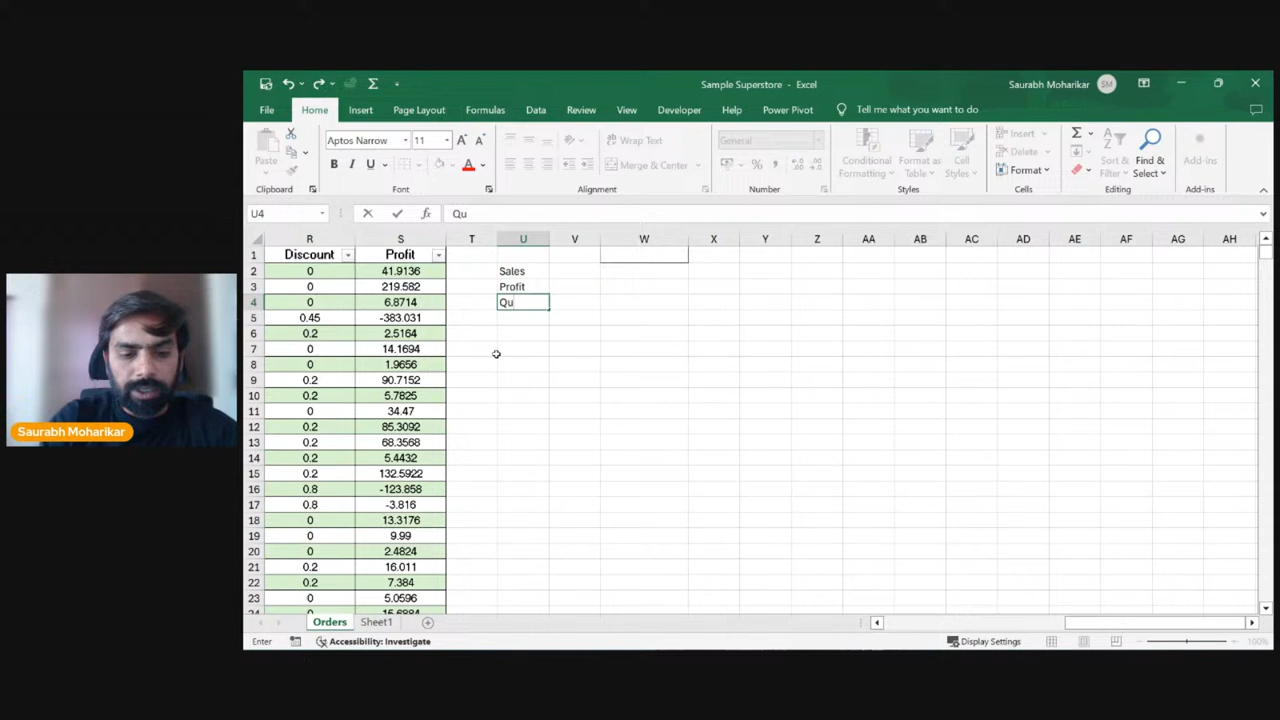 Sample Superstore - Excel
Saurabh Moharikar SM
File Home Insert Page Layout Formulas Data Review View Developer Help Power Pivot Tell me what you want to do
Paste
Clipboard
Aptos Narrow 11 A A
B I U A
Font
Wrap Text
Merge & Center
Alignment
General
%
Number
Conditional Formatting
Format as Table
Cell Styles
Styles
Insert
Delete
Format
Cells
Sort & Filter
Find & Select
Editing
Add-ins
Add-ins
U4 fx Qu
R S T U V W X Y Z AA AB AC AD AE AF AG AH
1 Discount Profit
2 0 41.9136 Sales
3 0 219.582 Profit
4 0 6.8714 Qu
5 0.45 -383.031
6 0.2 2.5164
7 0 14.1694
8 0 1.9656
9 0.2 90.7152
10 0.2 5.7825
11 0 34.47
12 0.2 85.3092
13 0.2 68.3568
14 0.2 5.4432
15 0.2 132.5922
16 0.8 -123.858
17 0.8 -3.816
18 0 13.3176
19 0 9.99
20 0 2.4824
21 0.2 16.011
22 0.2 7.384
23 0 5.0596
24 0 15.6884
Orders Sheet1
Enter Accessibility: Investigate Display Settings 100%
Saurabh Moharikar